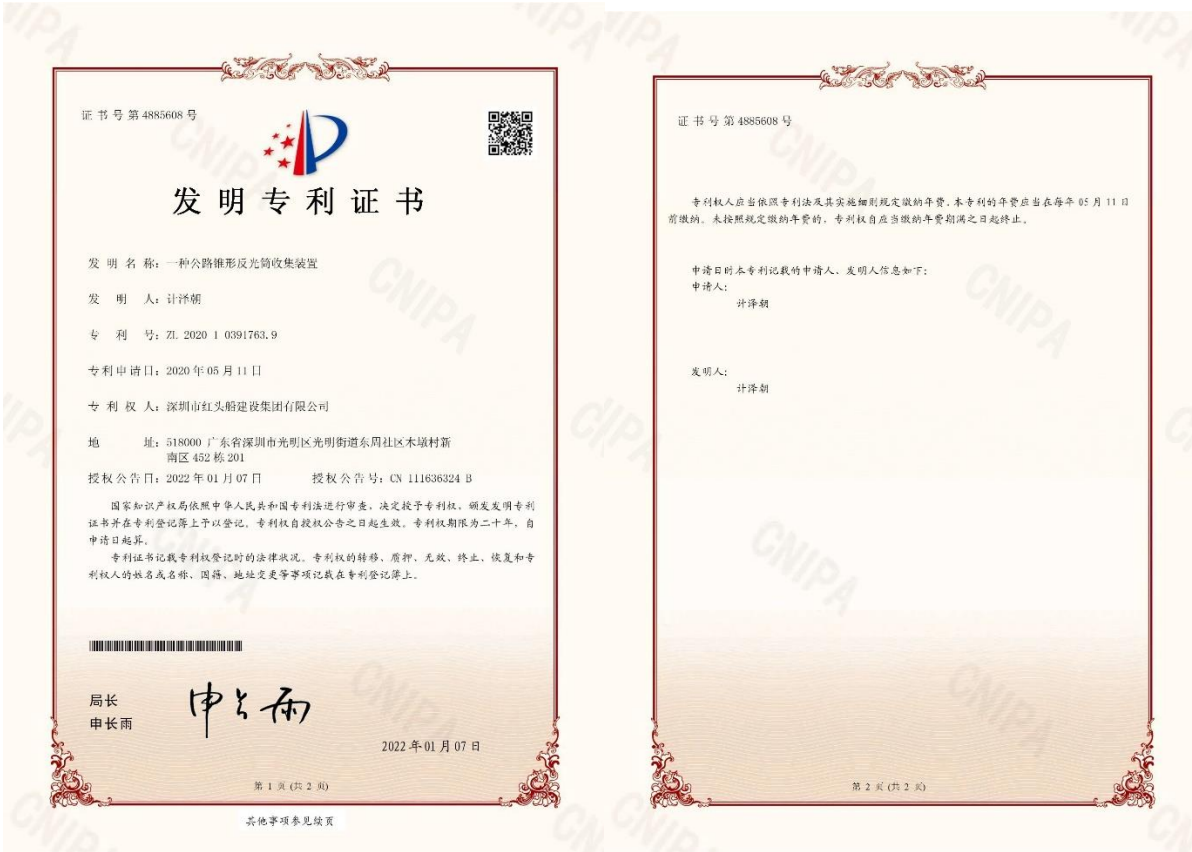 证书号第4885608号
发明专利证书
发 明 名 称：一种公路锥形反光筒收集装置
发 明 人：计泽朝
专 利 号：ZL 2020 1 0391763.9
专利申请日：2020年05月11日
专 利 权 人：深圳市红头船建设集团有限公司
地 址：518000 广东省深圳市光明区光明街道东周社区木墩村新
南区452栋201
授权公告日：2022年01月07日 授权公告号：CN 111636324 B
国家知识产权局依照中华人民共和国专利法进行审查，决定授予专利权，颁发发明专利
证书并在专利登记簿上予以登记。专利权自授权公告之日起生效。专利权期限为二十年，自
申请日起算。
专利证书记载专利权登记时的法律状况。专利权的转移、质押、无效、终止、恢复和专
利权人的姓名或名称、国籍、地址变更等事项记载在专利登记簿上。
局长
申长雨
申长雨
2022年01月07日
第 1 页 (共 2 页)
其他事项参见续页
证书号第4885608号
专利权人应当依照专利法及其实施细则规定缴纳年费。本专利的年费应当在每年05月11日
前缴纳。未按照规定缴纳年费的，专利权自应当缴纳年费期满之日起终止。
申请日时本专利记载的申请人、发明人信息如下：
申请人：
计泽朝
发明人：
计泽朝
第 2 页 (共 2 页)
CNIPA